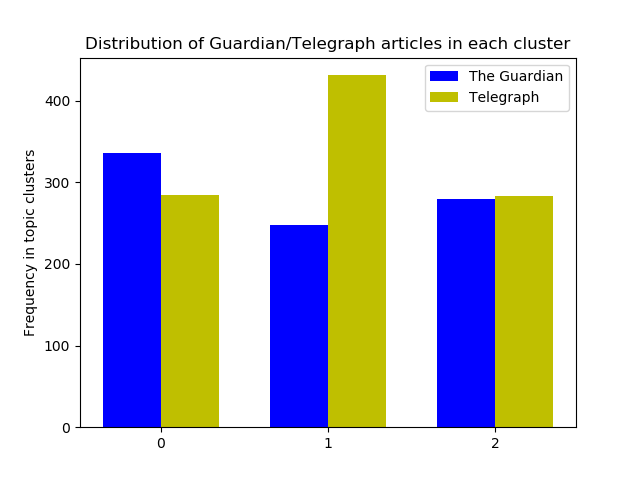 Distribution of Guardian/Telegraph articles in each cluster
The Guardian
Telegraph
Frequency in topic clusters
400
300
200
100
0
0 1 2